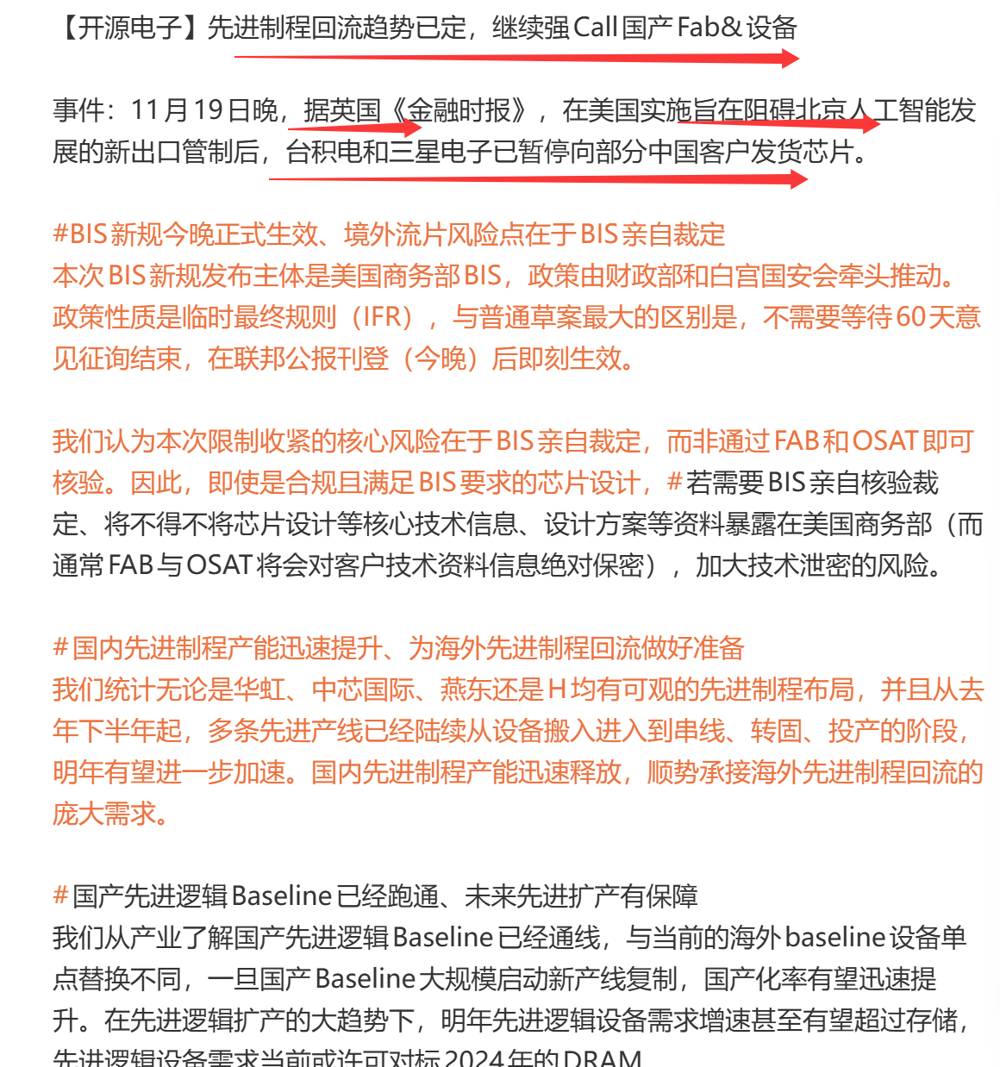 【开源电子】先进制程回流趋势已定，继续强Call国产Fab&设备
事件：11月19日晚，据英国《金融时报》，在美国实施旨在阻碍北京人工智能发
展的新出口管制后，台积电和三星电子已暂停向部分中国客户发货芯片。
#BIS新规今晚正式生效、境外流片风险点在于BIS亲自裁定
本次BIS新规发布主体是美国商务部BIS，政策由财政部和白宫国安会牵头推动。
政策性质是临时最终规则（IFR），与普通草案最大的区别是，不需要等待60天意
见征询结束，在联邦公报刊登（今晚）后即刻生效。
我们认为本次限制收紧的核心风险在于BIS亲自裁定，而非通过FAB和OSAT即可
核验。因此，即使是合规且满足BIS要求的芯片设计，#若需要BIS亲自核验裁
定、将不得不将芯片设计等核心技术信息、设计方案等资料暴露在美国商务部（而
通常FAB与OSAT将会对客户技术资料信息绝对保密），加大技术泄密的风险。
#国内先进制程产能迅速提升、为海外先进制程回流做好准备
我们统计无论是华虹、中芯国际、燕东还是H均有可观的先进制程布局，并且从去
年下半年起，多条先进产线已经陆续从设备搬入进入到串线、转固、投产的阶段，
明年有望进一步加速。国内先进制程产能迅速释放，顺势承接海外先进制程回流的
庞大需求。
#国产先进逻辑Baseline已经跑通、未来先进扩产有保障
我们从产业了解国产先进逻辑Baseline已经通线，与当前的海外baseline设备单
点替换不同，一旦国产Baseline大规模启动新产线复制，国产化率有望迅速提
升。在先进逻辑扩产的大趋势下，明年先进逻辑设备需求增速甚至有望超过存储，
先进逻辑设备需求当前或许可对标2024年的DRAM